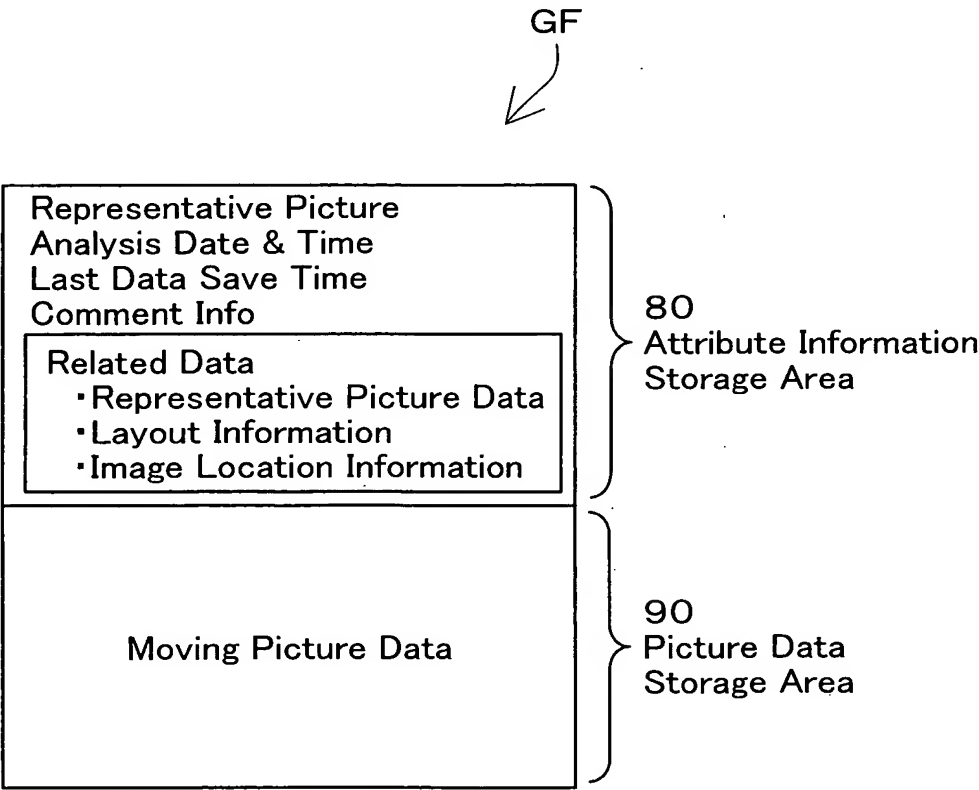 GF
Representative Picture
Analysis Date & Time
Last Data Save Time
Comment Info
Related Data
・Representative Picture Data
・Layout Information
・Image Location Information
80
Attribute Information
Storage Area
Moving Picture Data
90
Picture Data
Storage Area